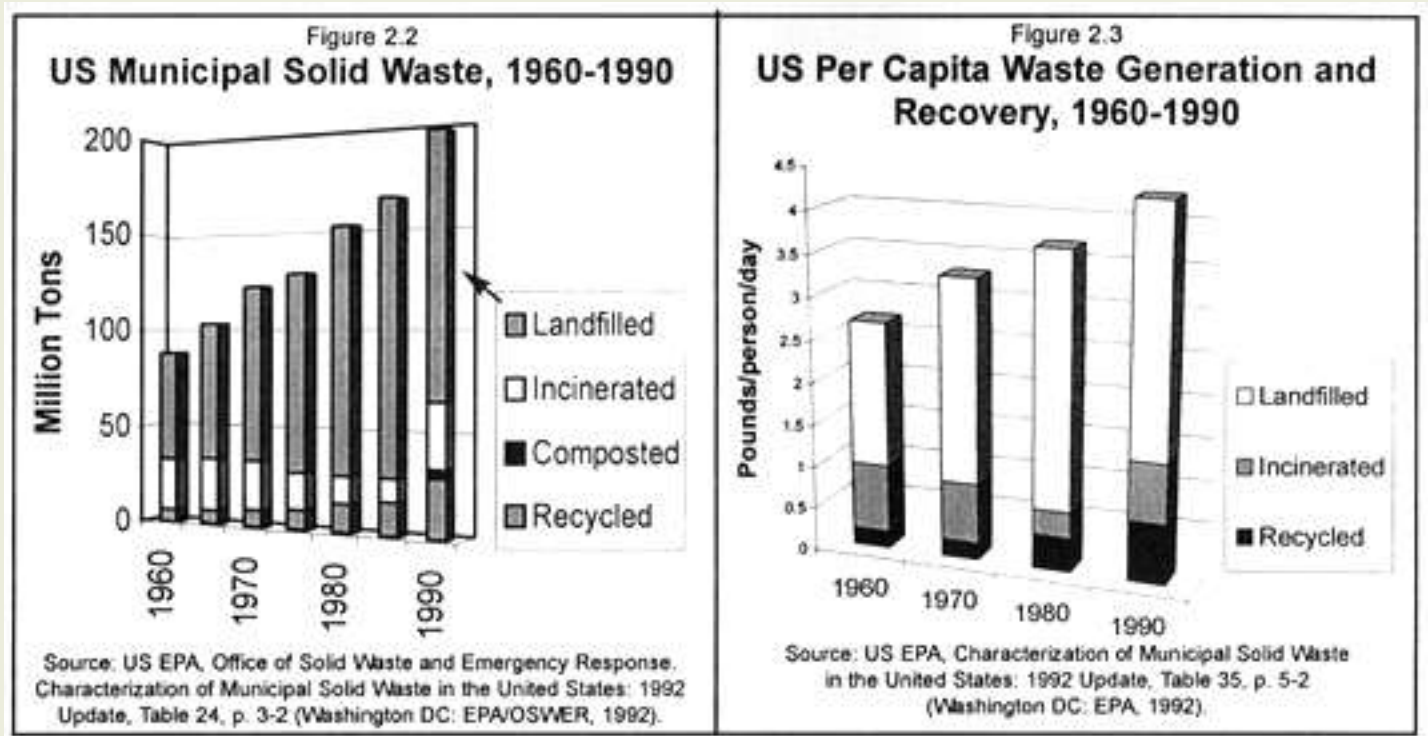 Figure 2.2
US Municipal Solid Waste, 1960-1990
Million Tons
200
150
100
50
0
1960
1970
1980
1990
Landfilled
Incinerated
Composted
Recycled
Source: US EPA, Office of Solid Waste and Emergency Response.
Characterization of Municipal Solid Waste in the United States: 1992
Update, Table 24, p. 3-2 (Washington DC: EPA/OSWER, 1992).
Figure 2.3
US Per Capita Waste Generation and
Recovery, 1960-1990
Pounds/person/day
4.5
4
3.5
3
2.5
2
1.5
1
0.5
0
1960
1970
1980
1990
Landfilled
Incinerated
Recycled
Source: US EPA, Characterization of Municipal Solid Waste
in the United States: 1992 Update, Table 35, p. 5-2
(Washington DC: EPA, 1992).